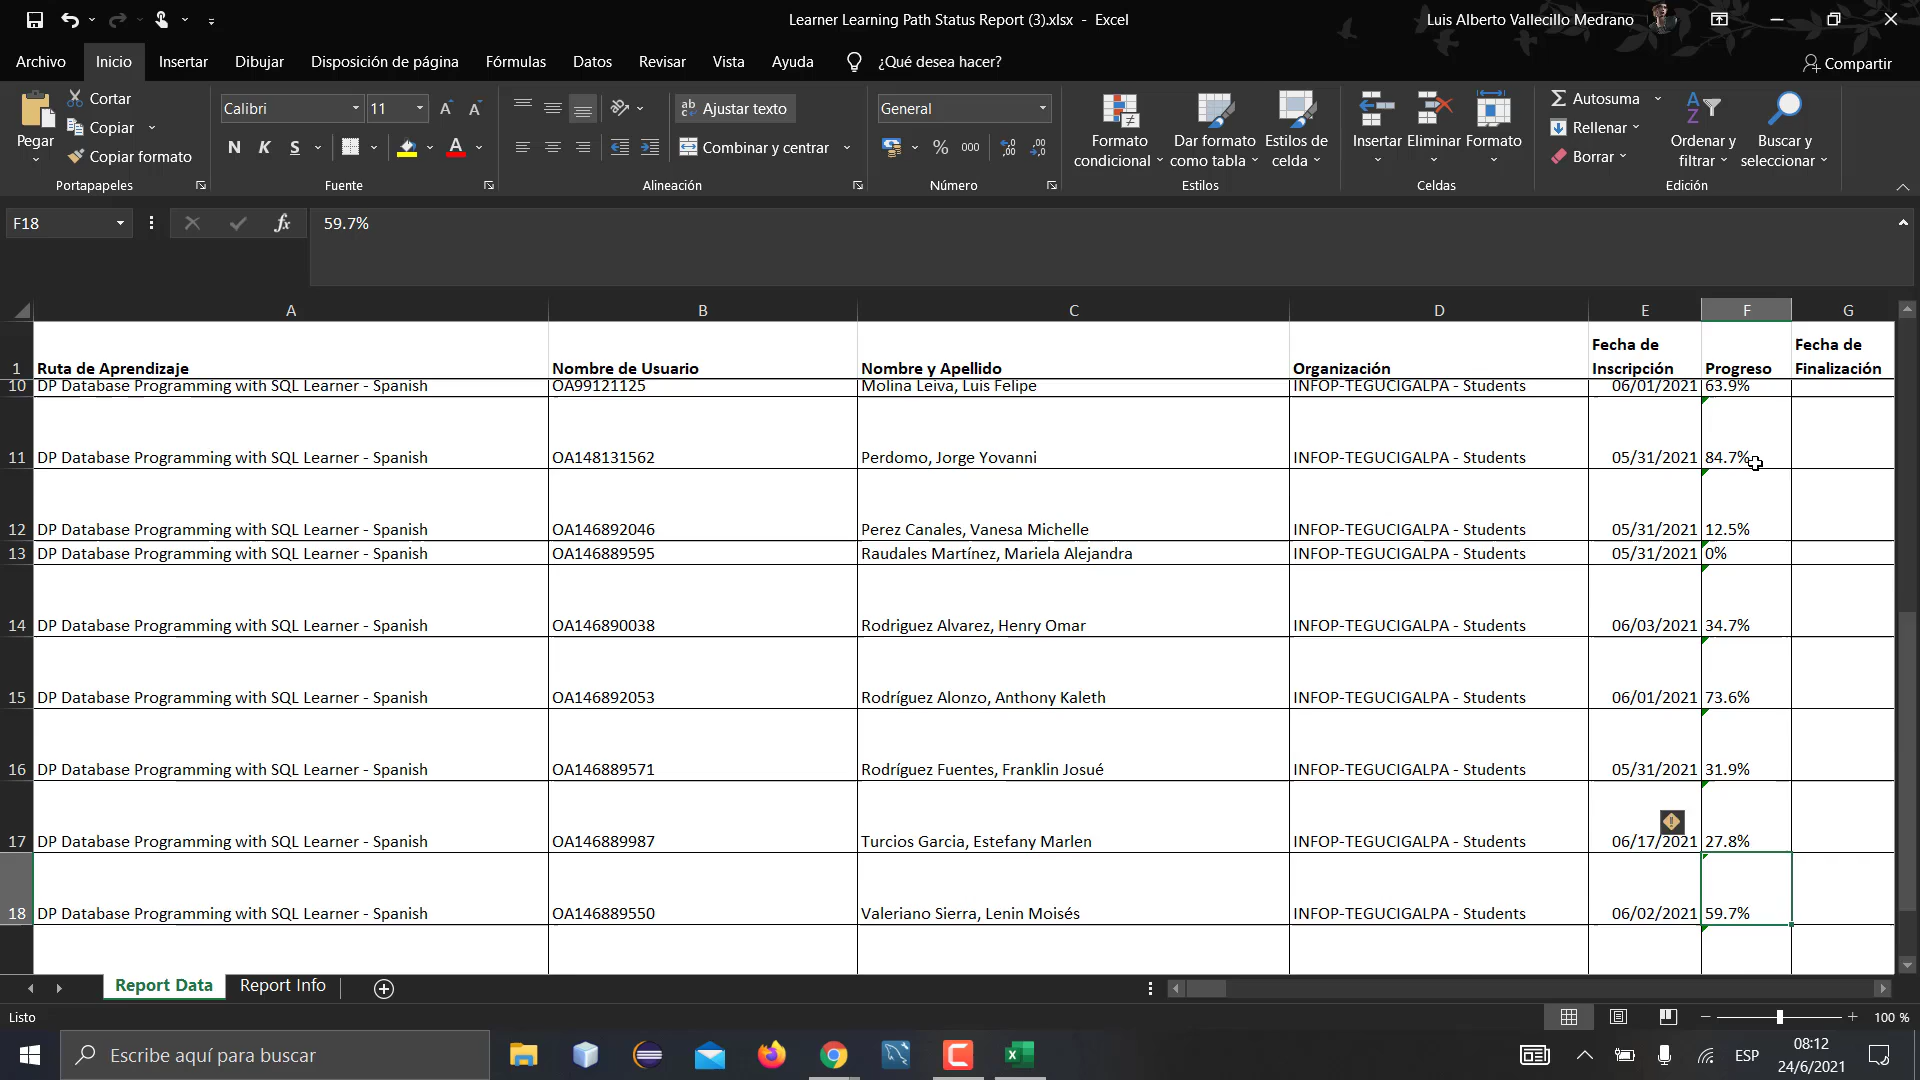 Learner Learning Path Status Report (3).xlsx - Excel
Luis Alberto Vallecillo Medrano
Archivo Inicio Insertar Dibujar Disposición de página Fórmulas Datos Revisar Vista Ayuda ¿Qué desea hacer? Compartir
Pegar
Cortar
Copiar
Copiar formato
Portapapeles
Calibri 11
N K S
Fuente
Ajustar texto
Combinar y centrar
Alineación
General
% 000
Número
Formato condicional
Dar formato como tabla
Estilos de celda
Estilos
Insertar Eliminar Formato
Celdas
Autosuma
Rellenar
Borrar
Ordenar y filtrar
Buscar y seleccionar
Edición
F18 fx 59.7%
A B C D E F G
1 Ruta de Aprendizaje Nombre de Usuario Nombre y Apellido Organización Fecha de Inscripción Progreso Fecha de Finalización
10 DP Database Programming with SQL Learner - Spanish OA99121125 Molina Leiva, Luis Felipe INFOP-TEGUCIGALPA - Students 06/01/2021 63.9%
11 DP Database Programming with SQL Learner - Spanish OA148131562 Perdomo, Jorge Yovanni INFOP-TEGUCIGALPA - Students 05/31/2021 84.7%
12 DP Database Programming with SQL Learner - Spanish OA146892046 Perez Canales, Vanesa Michelle INFOP-TEGUCIGALPA - Students 05/31/2021 12.5%
13 DP Database Programming with SQL Learner - Spanish OA146889595 Raudales Martínez, Mariela Alejandra INFOP-TEGUCIGALPA - Students 05/31/2021 0%
14 DP Database Programming with SQL Learner - Spanish OA146890038 Rodriguez Alvarez, Henry Omar INFOP-TEGUCIGALPA - Students 06/03/2021 34.7%
15 DP Database Programming with SQL Learner - Spanish OA146892053 Rodríguez Alonzo, Anthony Kaleth INFOP-TEGUCIGALPA - Students 06/01/2021 73.6%
16 DP Database Programming with SQL Learner - Spanish OA146889571 Rodríguez Fuentes, Franklin Josué INFOP-TEGUCIGALPA - Students 05/31/2021 31.9%
17 DP Database Programming with SQL Learner - Spanish OA146889987 Turcios Garcia, Estefany Marlen INFOP-TEGUCIGALPA - Students 06/17/2021 27.8%
18 DP Database Programming with SQL Learner - Spanish OA146889550 Valeriano Sierra, Lenin Moisés INFOP-TEGUCIGALPA - Students 06/02/2021 59.7%
Report Data Report Info
Listo 100 %
Escribe aquí para buscar
ESP
08:12
24/6/2021